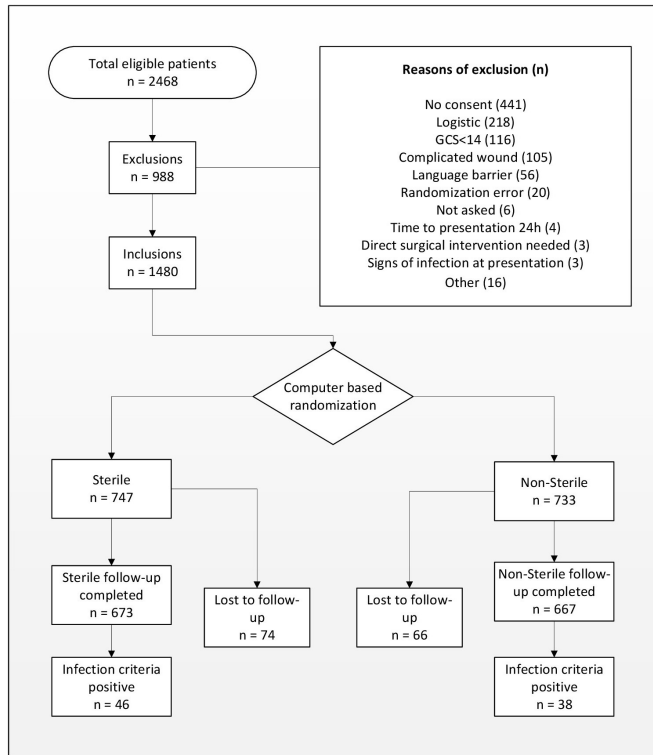 Total eligible patients
n = 2468
Reasons of exclusion (n)
No consent (441)
Logistic (218)
GCS<14 (116)
Complicated wound (105)
Language barrier (56)
Randomization error (20)
Not asked (6)
Time to presentation 24h (4)
Direct surgical intervention needed (3)
Signs of infection at presentation (3)
Other (16)
Exclusions
n = 988
Inclusions
n = 1480
Computer based
randomization
Sterile
n = 747
Non-Sterile
n = 733
Sterile follow-up
completed
n = 673
Lost to follow-
up
n = 74
Lost to follow-
up
n = 66
Non-Sterile follow-
up completed
n = 667
Infection criteria
positive
n = 46
Infection criteria
positive
n = 38